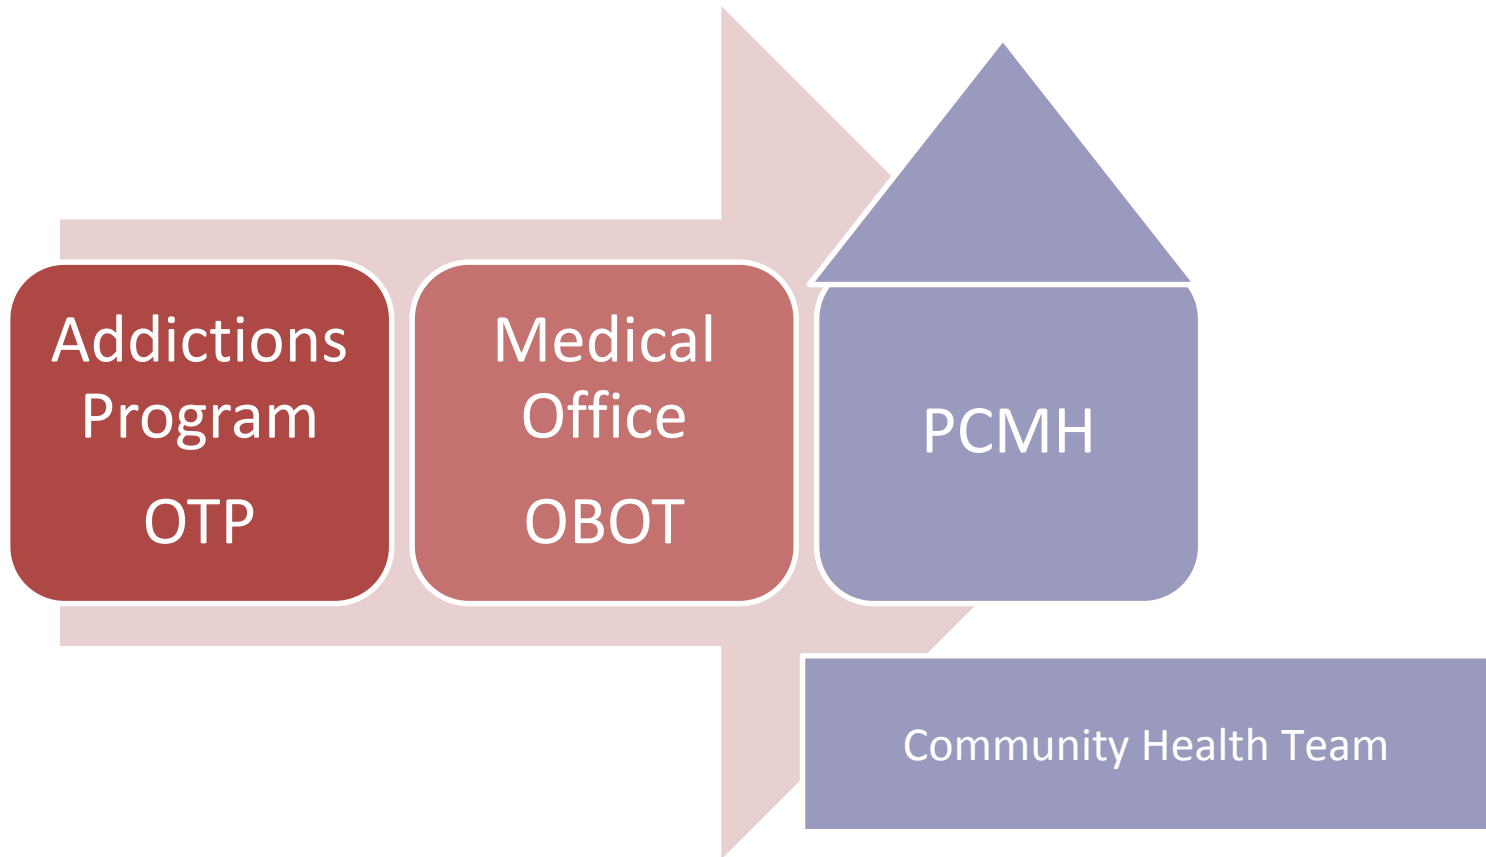 Addictions
Program
OTP
Medical
Office
OBOT
PCMH
Community Health Team